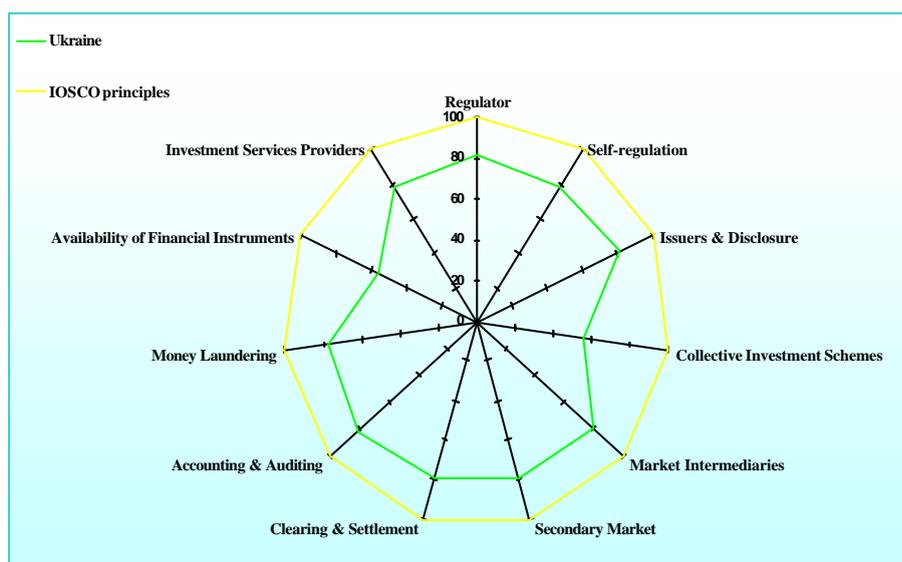 Ukraine
IOSCO principles
Regulator
100
Investment Services Providers
Self-regulation
80
60
Availability of Financial Instruments
Issuers & Disclosure
40
20
0
Money Laundering
Collective Investment Schemes
Accounting & Auditing
Market Intermediaries
Clearing & Settlement
Secondary Market